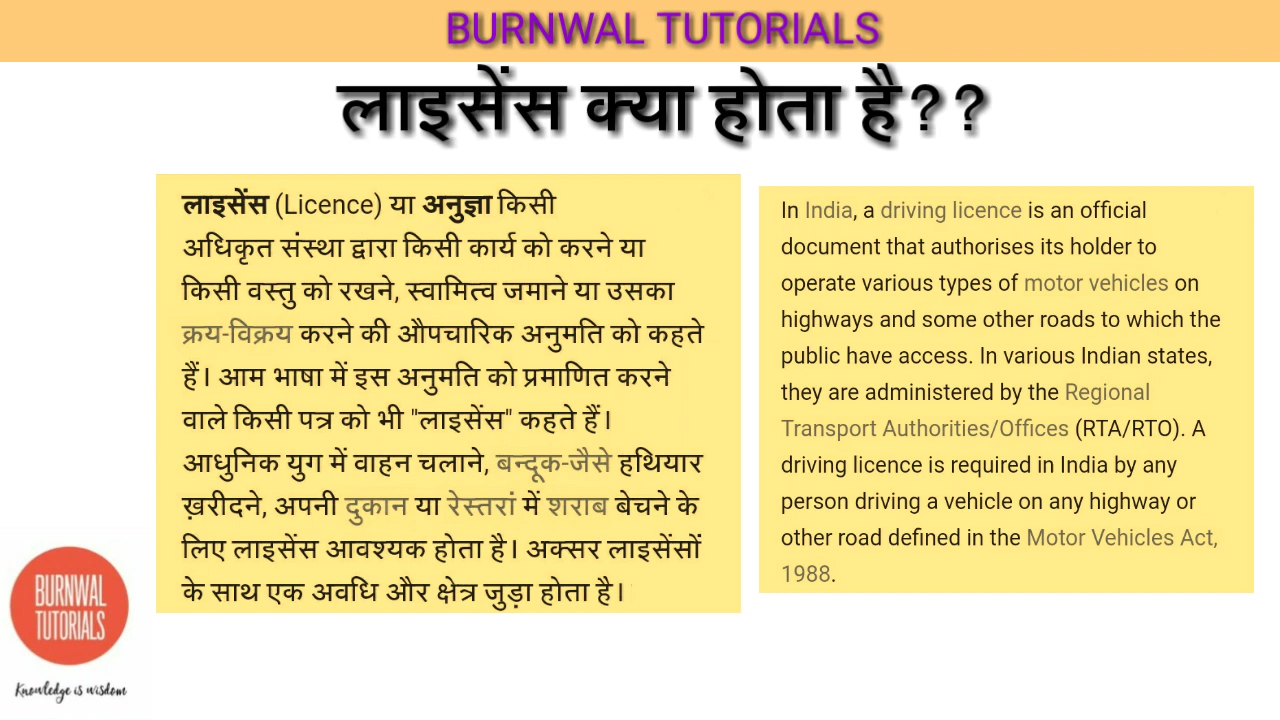 BURNWAL TUTORIALS
लाइसेंस क्या होता है??
लाइसेंस (Licence) या अनुज्ञा किसी
अधिकृत संस्था द्वारा किसी कार्य को करने या
किसी वस्तु को रखने, स्वामित्व जमाने या उसका
क्रय-विक्रय करने की औपचारिक अनुमति को कहते
हैं। आम भाषा में इस अनुमति को प्रमाणित करने
वाले किसी पत्र को भी "लाइसेंस" कहते हैं।
आधुनिक युग में वाहन चलाने, बन्दूक-जैसे हथियार
ख़रीदने, अपनी दुकान या रेस्तरां में शराब बेचने के
लिए लाइसेंस आवश्यक होता है। अक्सर लाइसेंसों
के साथ एक अवधि और क्षेत्र जुड़ा होता है।
In India, a driving licence is an official
document that authorises its holder to
operate various types of motor vehicles on
highways and some other roads to which the
public have access. In various Indian states,
they are administered by the Regional
Transport Authorities/Offices (RTA/RTO). A
driving licence is required in India by any
person driving a vehicle on any highway or
other road defined in the Motor Vehicles Act,
1988.
BURNWAL
TUTORIALS
Knowledge is wisdom